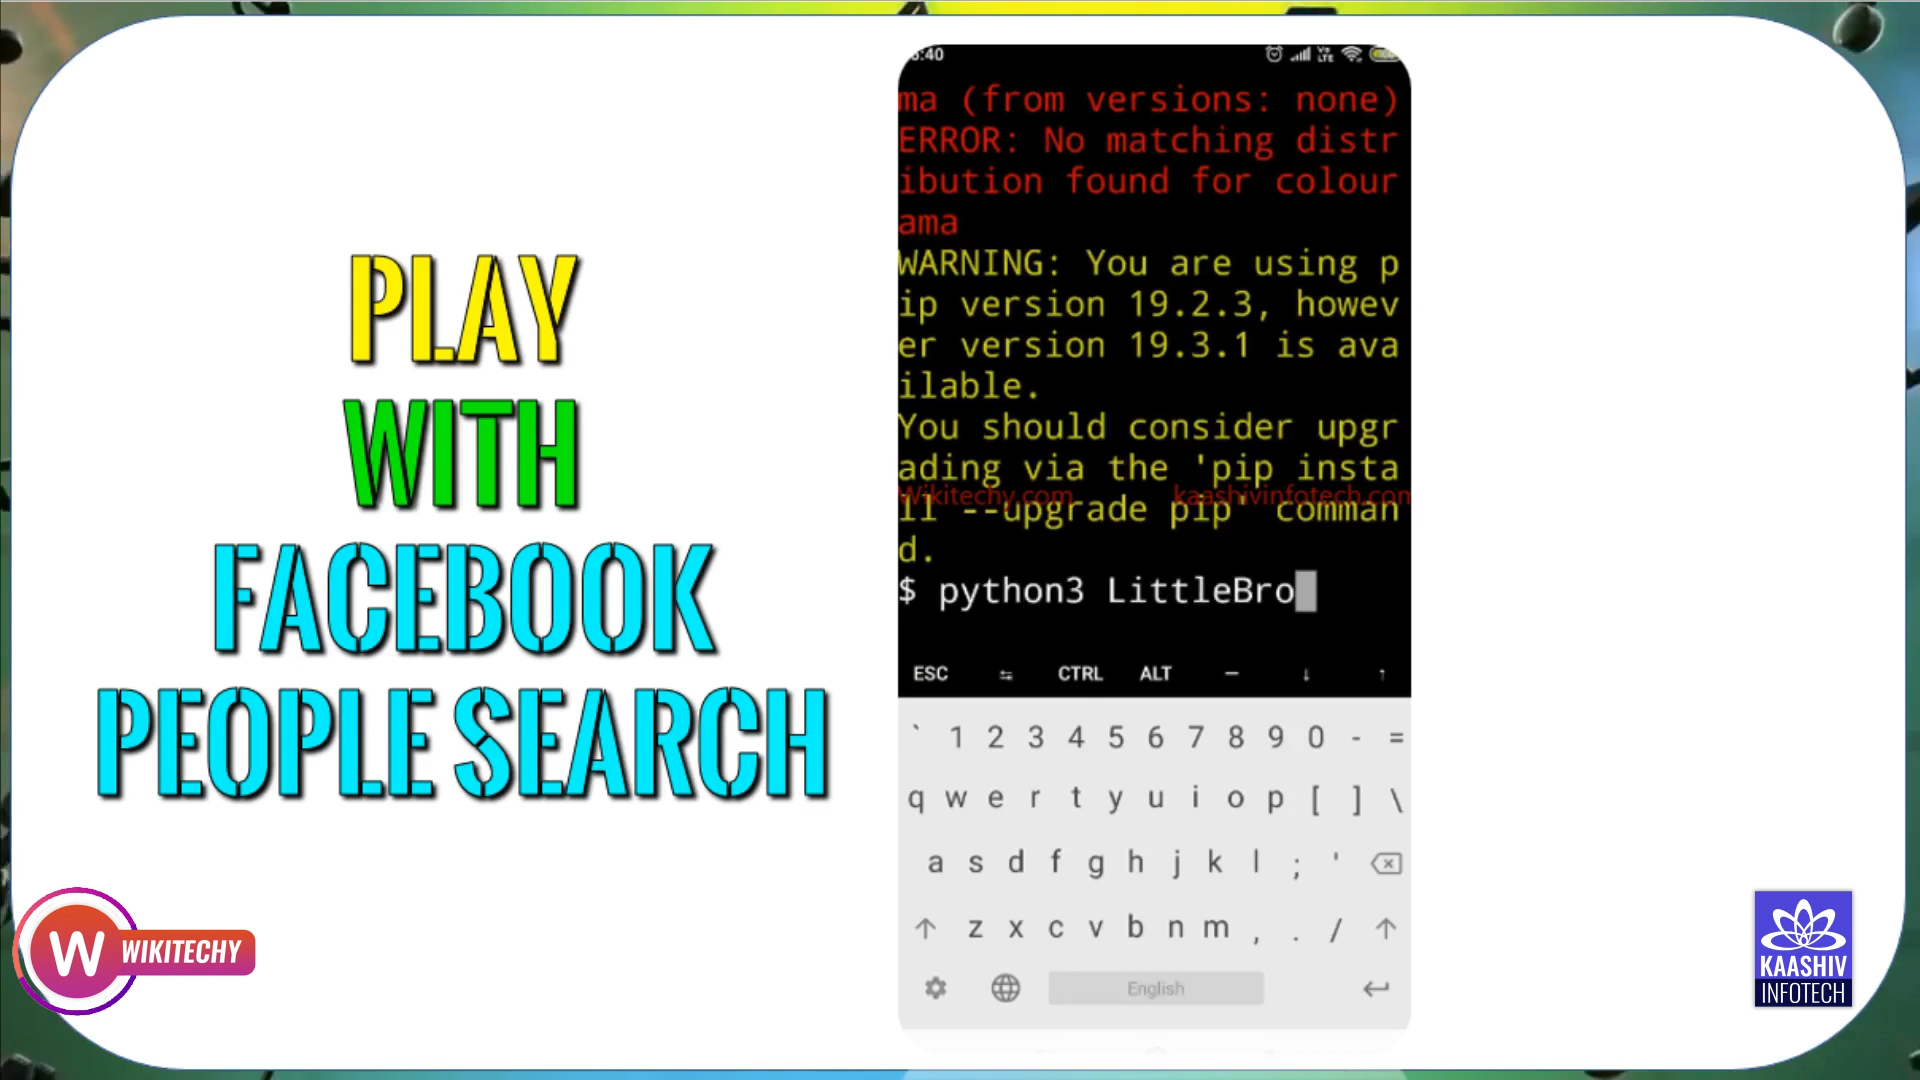 PLAY
WITH
FACEBOOK
PEOPLE SEARCH
:40
Vo LTE
ma (from versions: none)
ERROR: No matching distr
ibution found for colour
ama
WARNING: You are using p
ip version 19.2.3, howev
er version 19.3.1 is ava
ilable.
You should consider upgr
ading via the 'pip insta
Wikitechy.com kaashivinfotech.com
ll --upgrade pip' comman
d.
$ python3 LittleBro
ESC ⇆ CTRL ALT — ↓ ↑
` 1 2 3 4 5 6 7 8 9 0 - =
q w e r t y u i o p [ ] \
a s d f g h j k l ; '
z x c v b n m , . /
English
W WIKITECHY
KAASHIV
INFOTECH